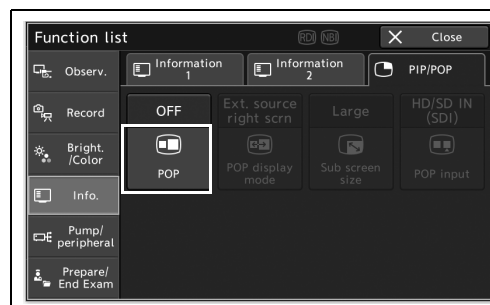 Function list
RDI NBI
Close
Observ.
Record
Bright.
/Color
Info.
Pump/
peripheral
Prepare/
End Exam
Information
1
Information
2
PIP/POP
OFF
POP
Ext. source
right scrn
POP display
mode
Large
Sub screen
size
HD/SD IN
(SDI)
POP input